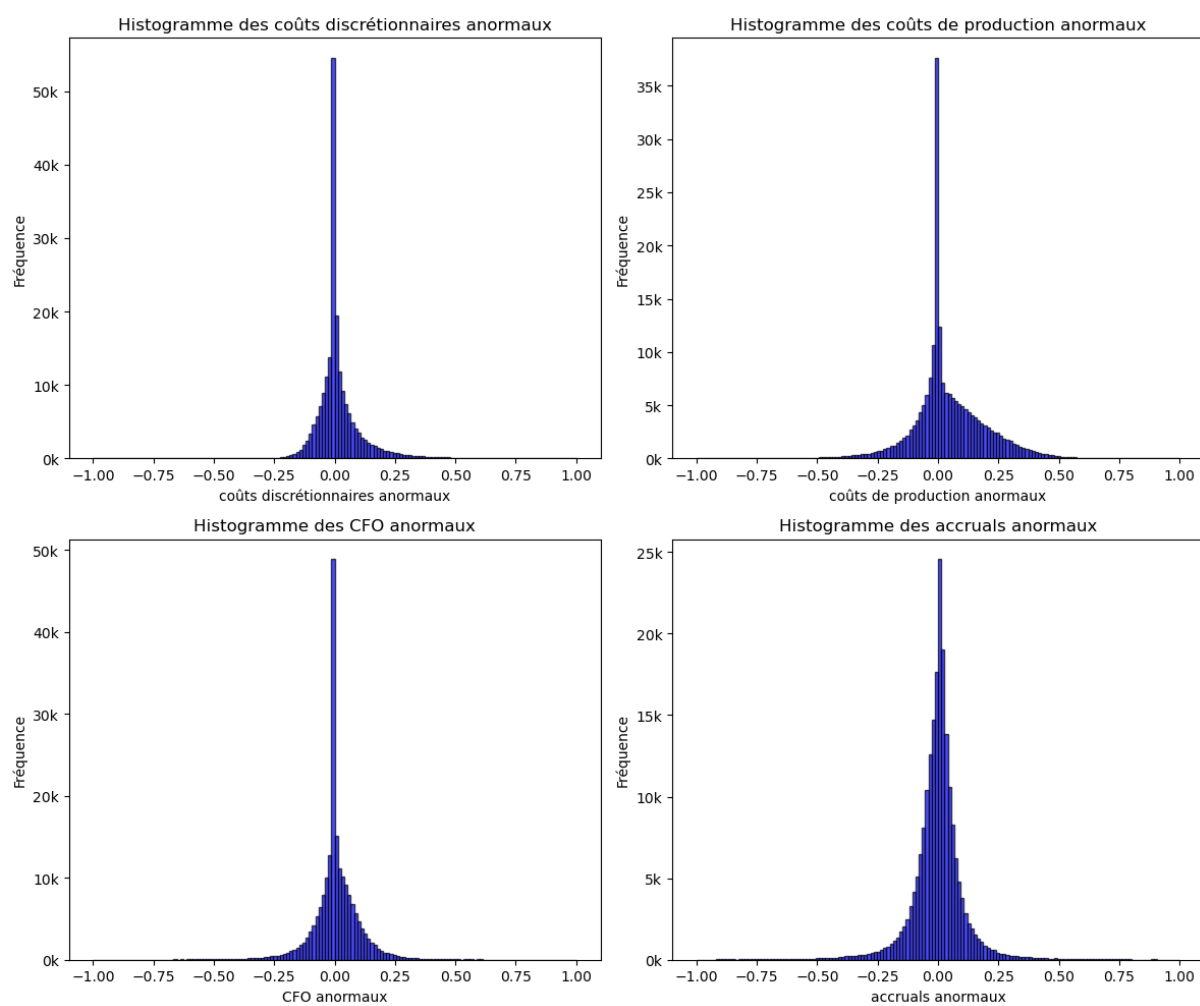 Histogramme des coûts discrétionnaires anormaux
50k
40k
30k
20k
10k
0k
Fréquence
−1.00 −0.75 −0.50 −0.25 0.00 0.25 0.50 0.75 1.00
coûts discrétionnaires anormaux
Histogramme des coûts de production anormaux
35k
30k
25k
20k
15k
10k
5k
0k
Fréquence
−1.00 −0.75 −0.50 −0.25 0.00 0.25 0.50 0.75 1.00
coûts de production anormaux
Histogramme des CFO anormaux
50k
40k
30k
20k
10k
0k
Fréquence
−1.00 −0.75 −0.50 −0.25 0.00 0.25 0.50 0.75 1.00
CFO anormaux
Histogramme des accruals anormaux
25k
20k
15k
10k
5k
0k
Fréquence
−1.00 −0.75 −0.50 −0.25 0.00 0.25 0.50 0.75 1.00
accruals anormaux